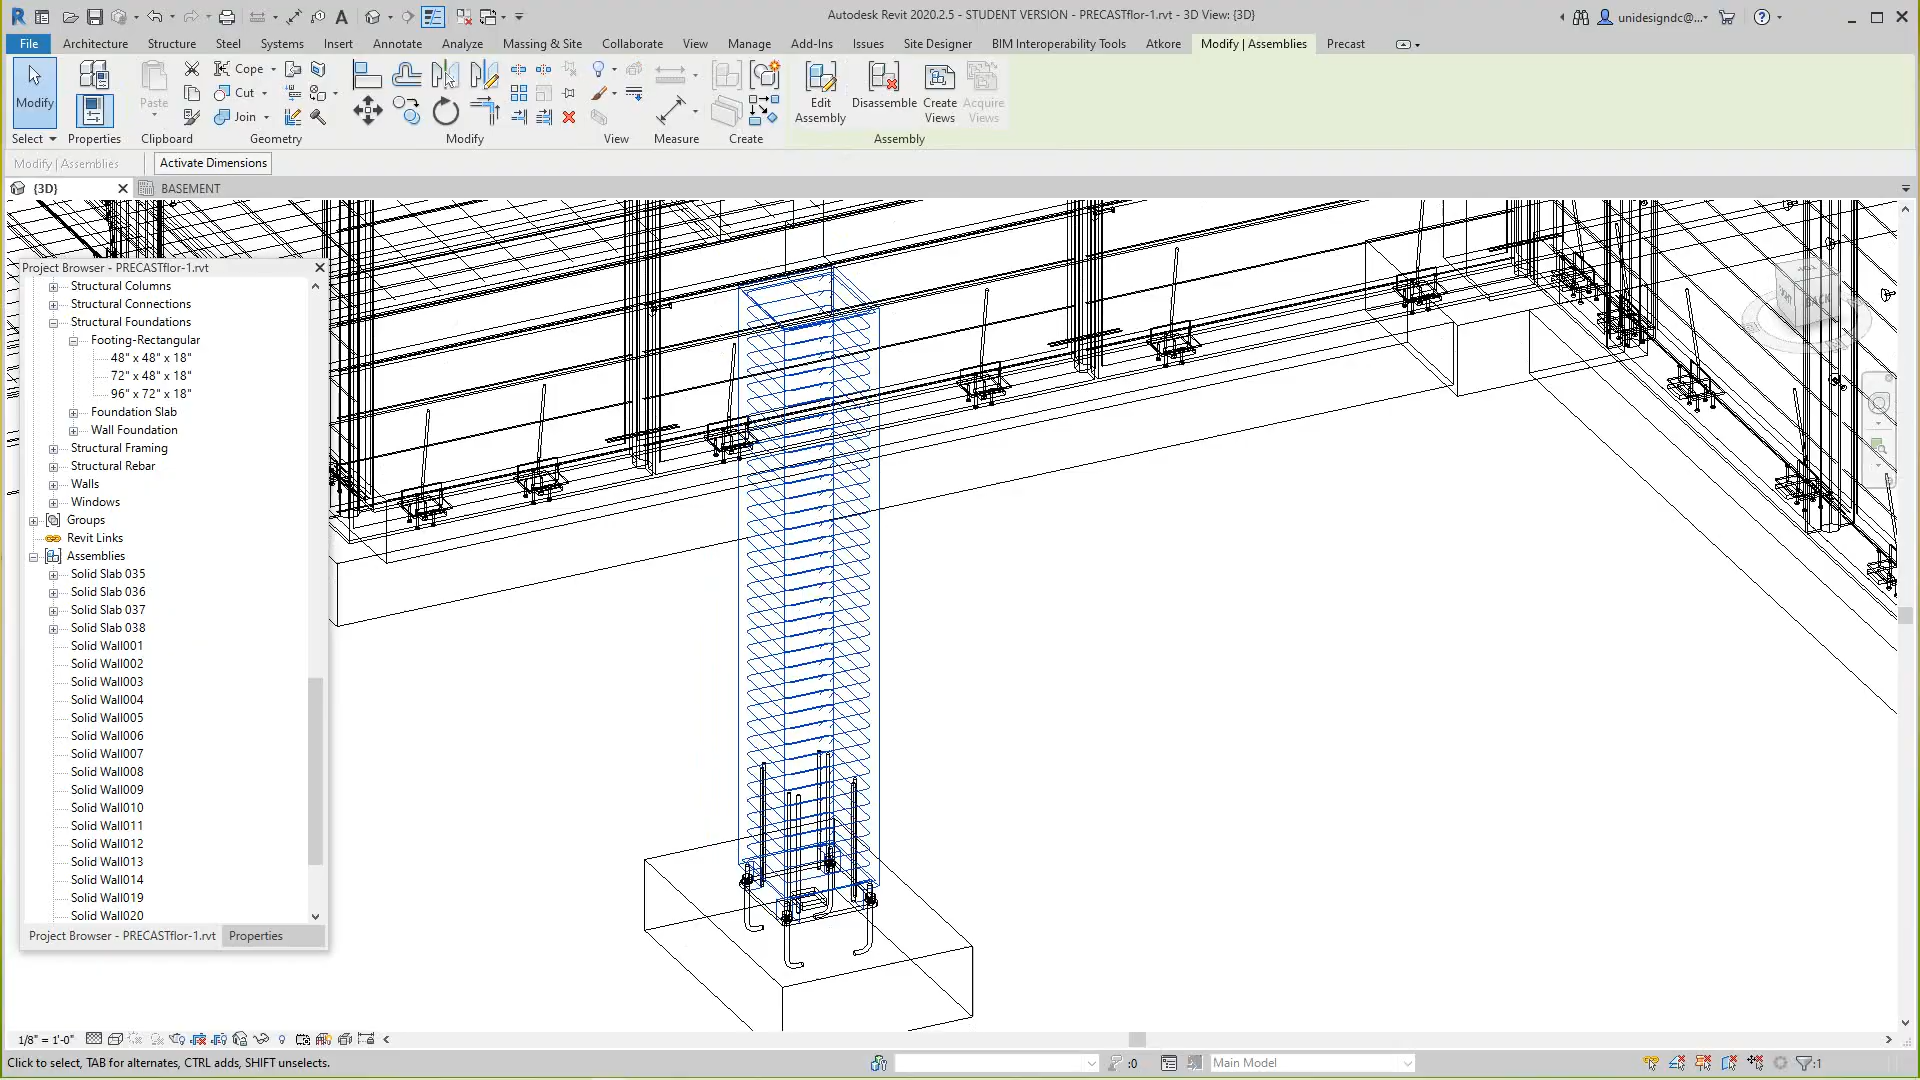 Autodesk Revit 2020.2.5 - STUDENT VERSION - PRECASTflor-1.rvt - 3D View: {3D}
unidesigndc@...
File Architecture Structure Steel Systems Insert Annotate Analyze Massing & Site Collaborate View Manage Add-Ins Issues Site Designer BIM Interoperability Tools Atkore Modify | Assemblies Precast
Modify
Paste
Cope
Cut
Join
Edit Assembly
Disassemble
Create Views
Acquire Views
Select Properties Clipboard Geometry Modify View Measure Create Assembly
Modify | Assemblies Activate Dimensions
{3D} BASEMENT
Project Browser - PRECASTflor-1.rvt
Structural Columns
Structural Connections
Structural Foundations
Footing-Rectangular
48" x 48" x 18"
72" x 48" x 18"
96" x 72" x 18"
Foundation Slab
Wall Foundation
Structural Framing
Structural Rebar
Walls
Windows
Groups
Revit Links
Assemblies
Solid Slab 035
Solid Slab 036
Solid Slab 037
Solid Slab 038
Solid Wall001
Solid Wall002
Solid Wall003
Solid Wall004
Solid Wall005
Solid Wall006
Solid Wall007
Solid Wall008
Solid Wall009
Solid Wall010
Solid Wall011
Solid Wall012
Solid Wall013
Solid Wall014
Solid Wall019
Solid Wall020
Project Browser - PRECASTflor-1.rvt Properties
BACK
1/8" = 1'-0"
Click to select, TAB for alternates, CTRL adds, SHIFT unselects.
:0
Main Model
:1